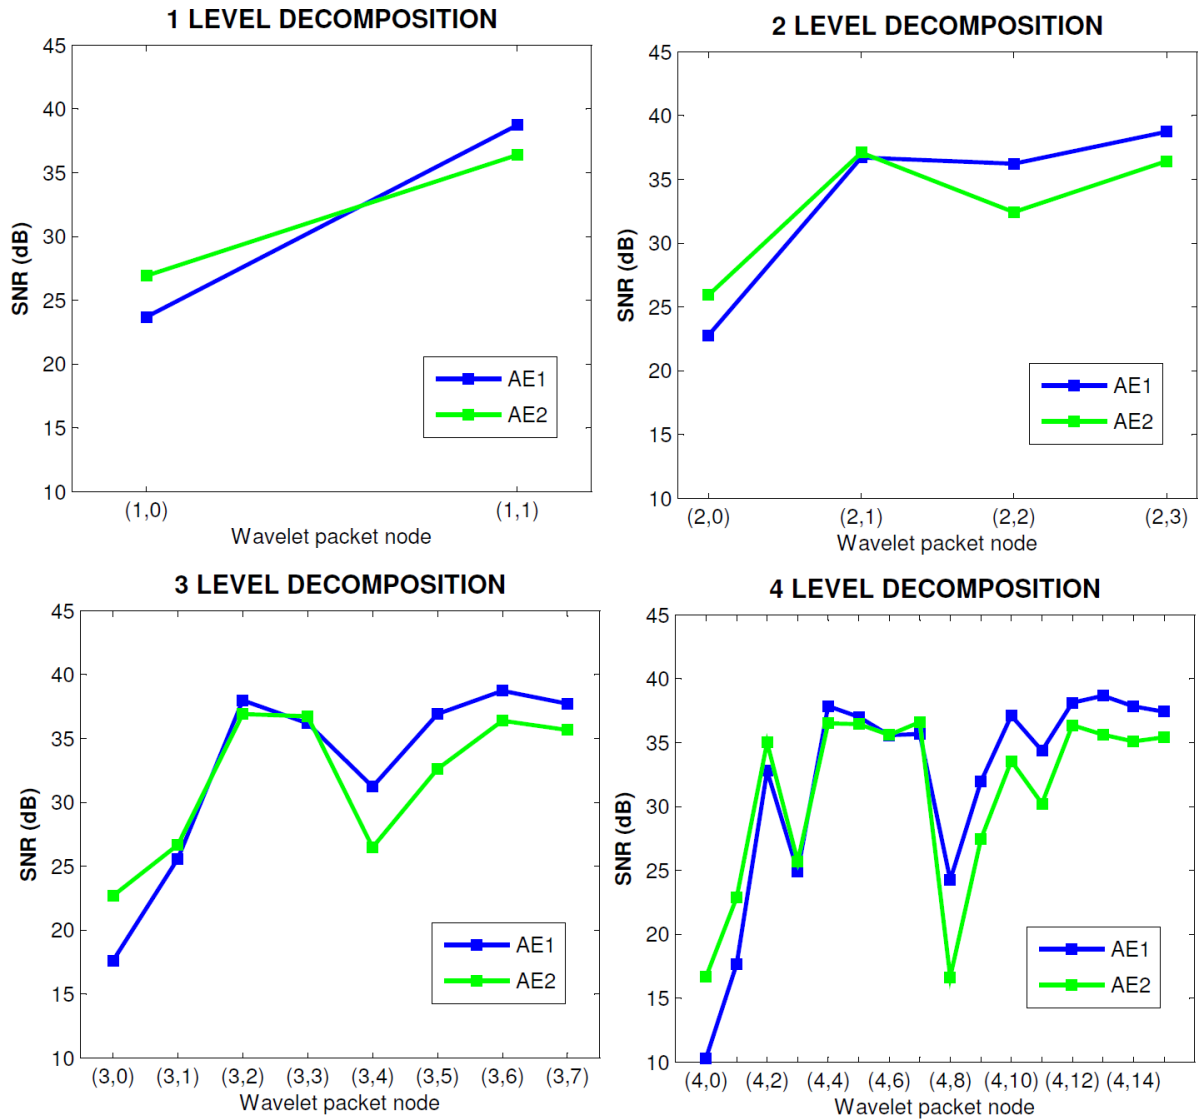 1 LEVEL DECOMPOSITION
45
40
35
30
25
20
15
10
SNR (dB)
AE1
AE2
(1,0) (1,1)
Wavelet packet node
2 LEVEL DECOMPOSITION
45
40
35
30
25
20
15
10
SNR (dB)
AE1
AE2
(2,0) (2,1) (2,2) (2,3)
Wavelet packet node
3 LEVEL DECOMPOSITION
45
40
35
30
25
20
15
10
SNR (dB)
AE1
AE2
(3,0) (3,1) (3,2) (3,3) (3,4) (3,5) (3,6) (3,7)
Wavelet packet node
4 LEVEL DECOMPOSITION
45
40
35
30
25
20
15
10
SNR (dB)
AE1
AE2
(4,0) (4,2) (4,4) (4,6) (4,8) (4,10) (4,12) (4,14)
Wavelet packet node